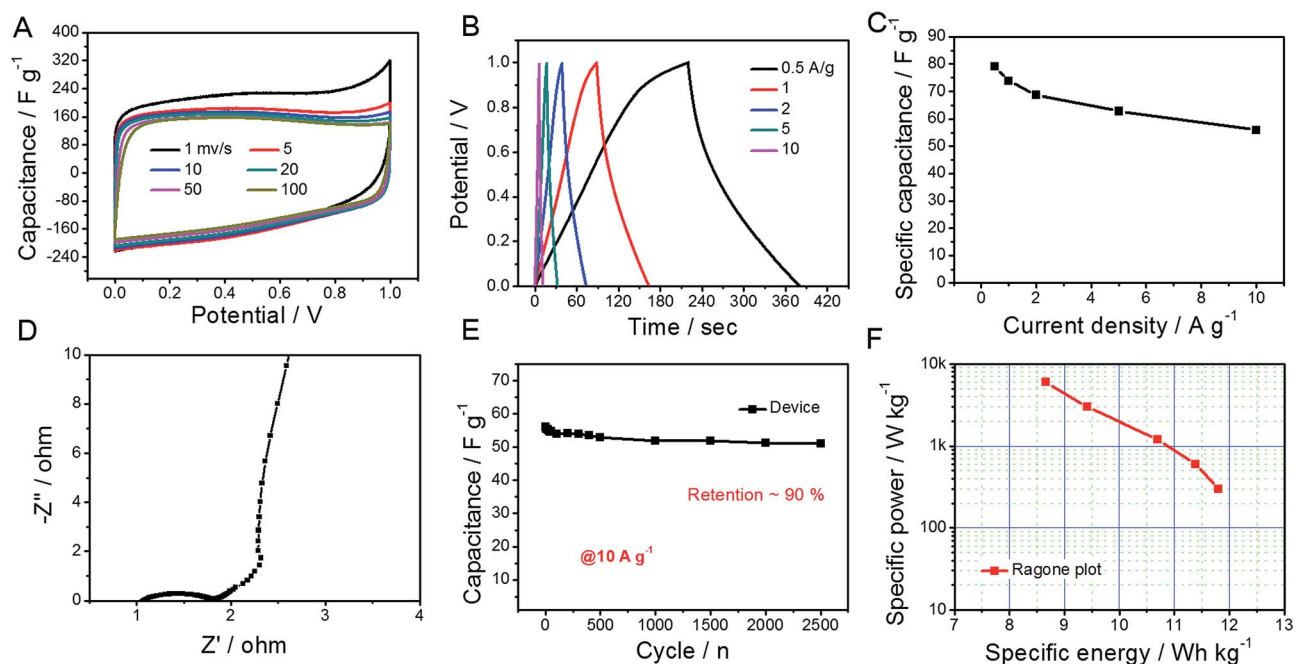 A
Capacitance / F g⁻¹
400
320
240
160
80
0
-80
-160
-240
1 mv/s 5
10 20
50 100
0.0 0.2 0.4 0.6 0.8 1.0
Potential / V
B
Potential / V
1.0
0.8
0.6
0.4
0.2
0.0
0.5 A/g
1
2
5
10
0 60 120 180 240 300 360 420
Time / sec
C
Specific capacitance / F g⁻¹
90
80
70
60
50
40
30
20
10
0
0 2 4 6 8 10
Current density / A g⁻¹
D
-Z" / ohm
10
8
6
4
2
0
0 1 2 3 4
Z' / ohm
E
Capacitance / F g⁻¹
70
60
50
40
30
20
10
Device
Retention ~ 90 %
@10 A g⁻¹
0 500 1000 1500 2000 2500
Cycle / n
F
Specific power / W kg⁻¹
10k
1k
100
10
Ragone plot
7 8 9 10 11 12 13
Specific energy / Wh kg⁻¹